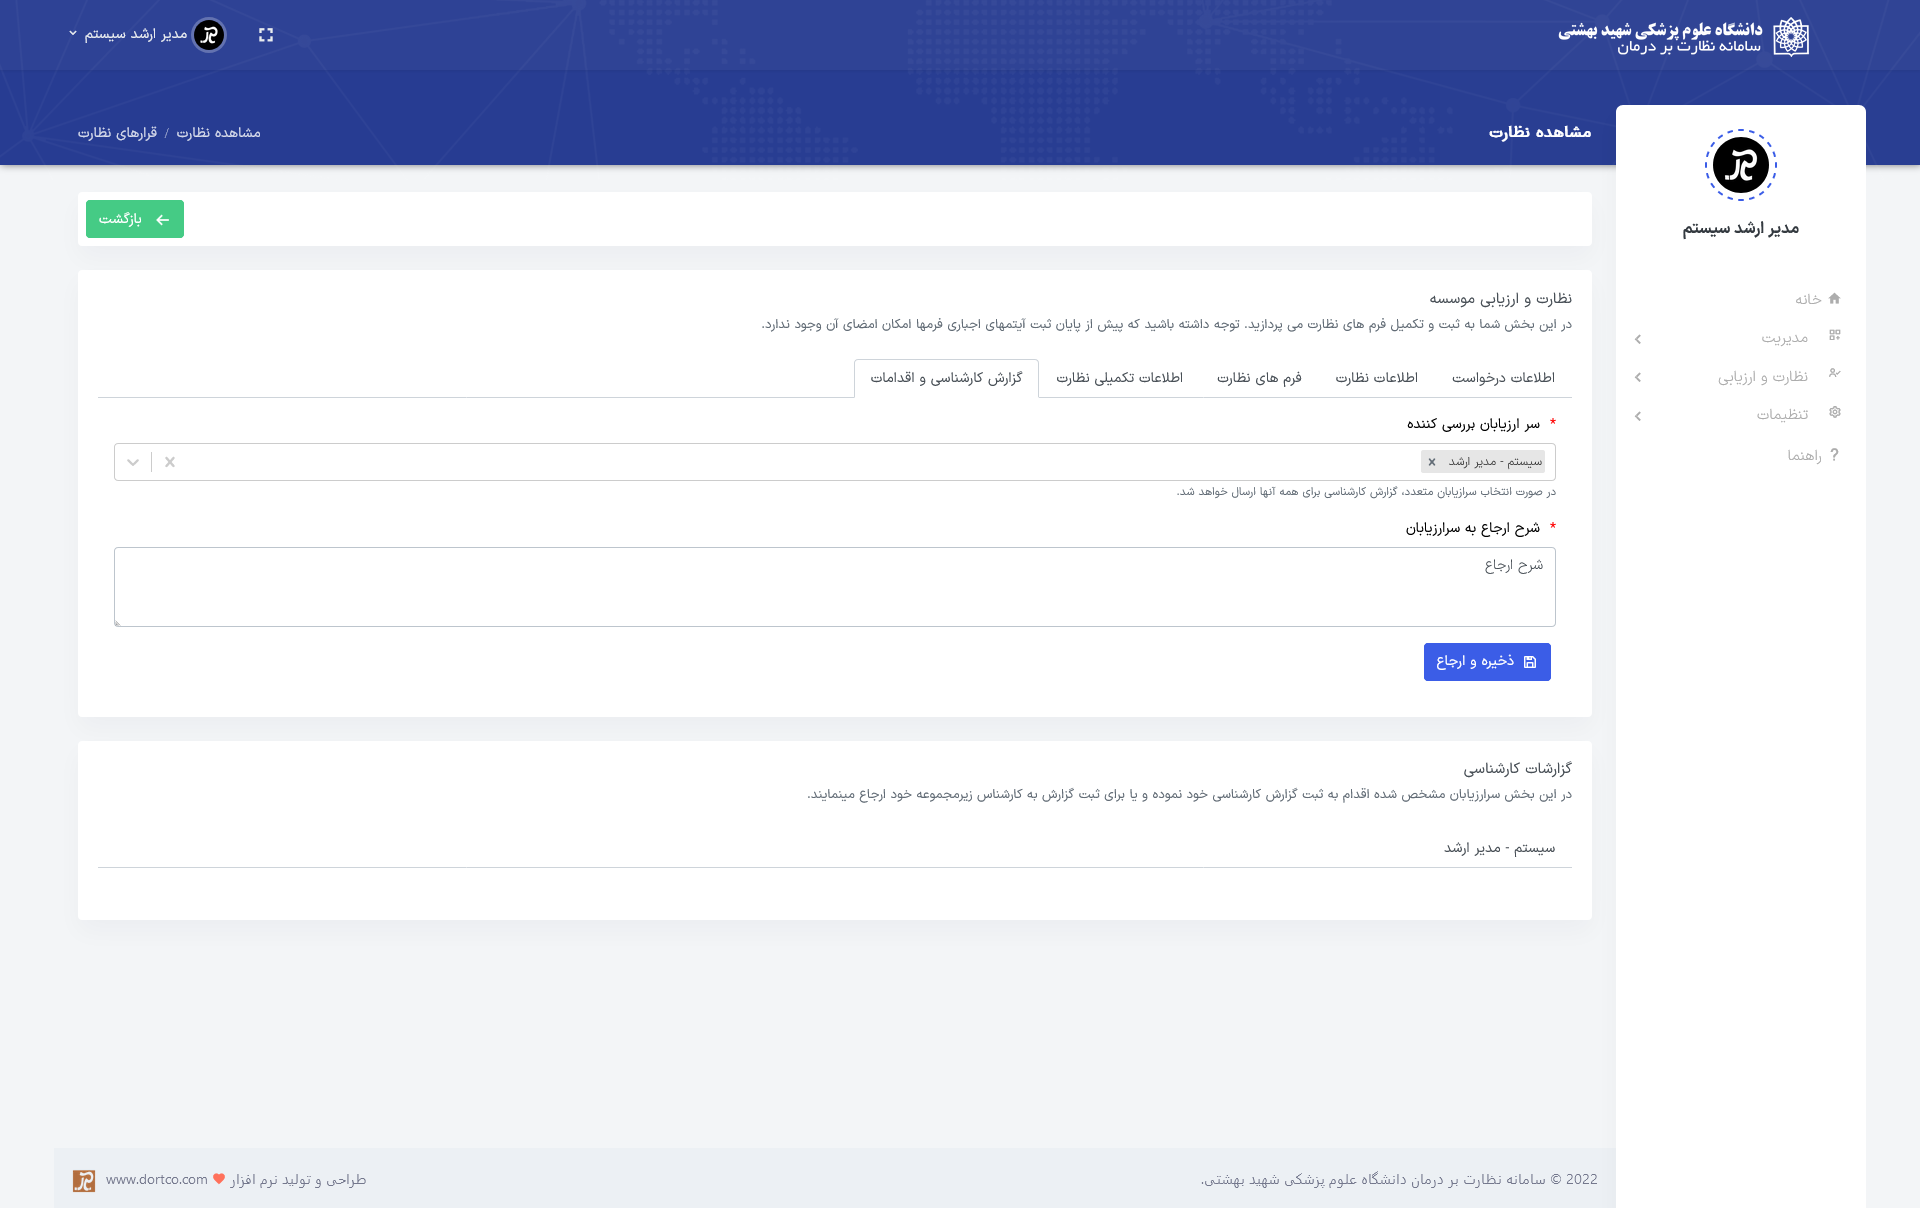 دانشگاه علوم پزشکی شهید بهشتی
سامانه نظارت بر درمان
مدیر ارشد سیستم
مشاهده نظارت
مشاهده نظارت / قرارهای نظارت
مدیر ارشد سیستم
خانه
مدیریت
نظارت و ارزیابی
تنظیمات
راهنما
بازگشت
نظارت و ارزیابی موسسه
در این بخش شما به ثبت و تکمیل فرم های نظارت می پردازید. توجه داشته باشید که پیش از پایان ثبت آیتمهای اجباری فرمها امکان امضای آن وجود ندارد.
اطلاعات درخواست
اطلاعات نظارت
فرم های نظارت
اطلاعات تکمیلی نظارت
گزارش کارشناسی و اقدامات
* سر ارزیابان بررسی کننده
سیستم - مدیر ارشد
در صورت انتخاب سرارزیابان متعدد، گزارش کارشناسی برای همه آنها ارسال خواهد شد.
* شرح ارجاع به سرارزیابان
شرح ارجاع
ذخیره و ارجاع
گزارشات کارشناسی
در این بخش سرارزیابان مشخص شده اقدام به ثبت گزارش کارشناسی خود نموده و یا برای ثبت گزارش به کارشناس زیرمجموعه خود ارجاع مینمایند.
سیستم - مدیر ارشد
2022 © سامانه نظارت بر درمان دانشگاه علوم پزشکی شهید بهشتی.
طراحی و تولید نرم افزار ❤ www.dortco.com